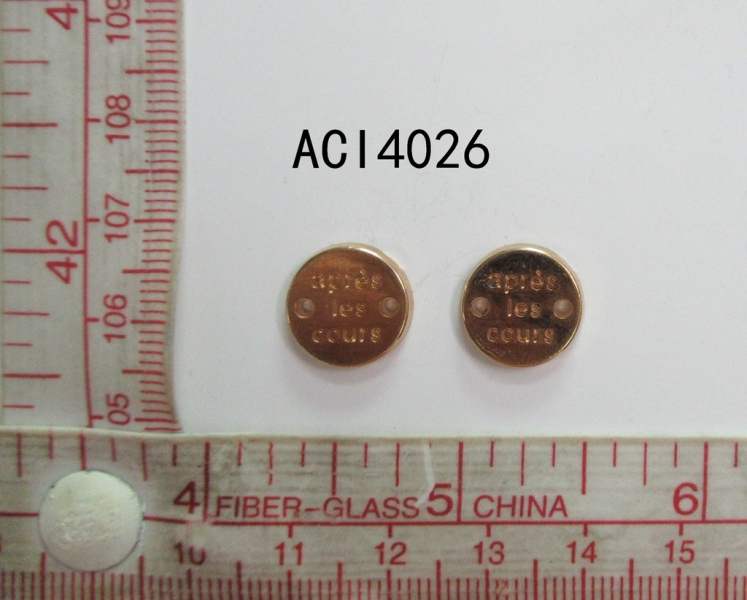 ACI4026
après
les
cours
après
les
cours
4
109
108
107
42
106
05
4 FIBER-GLASS 5 CHINA 6
10 11 12 13 14 15